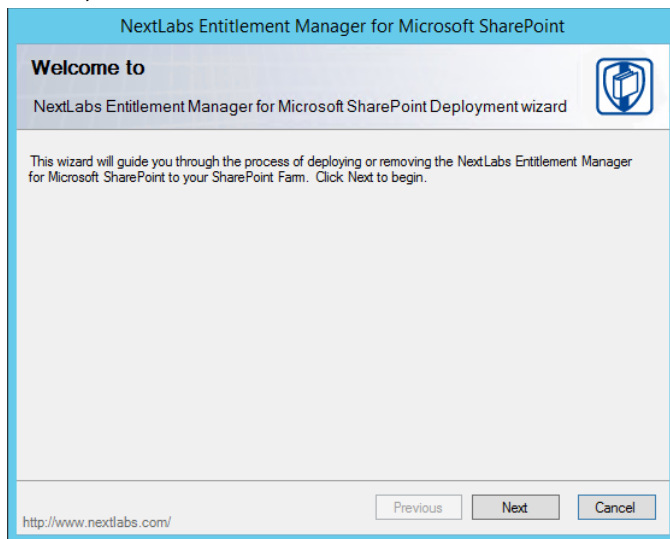 NextLabs Entitlement Manager for Microsoft SharePoint
Welcome to
NextLabs Entitlement Manager for Microsoft SharePoint Deployment wizard
This wizard will guide you through the process of deploying or removing the NextLabs Entitlement Manager
for Microsoft SharePoint to your SharePoint Farm. Click Next to begin.
Previous Next Cancel
http://www.nextlabs.com/